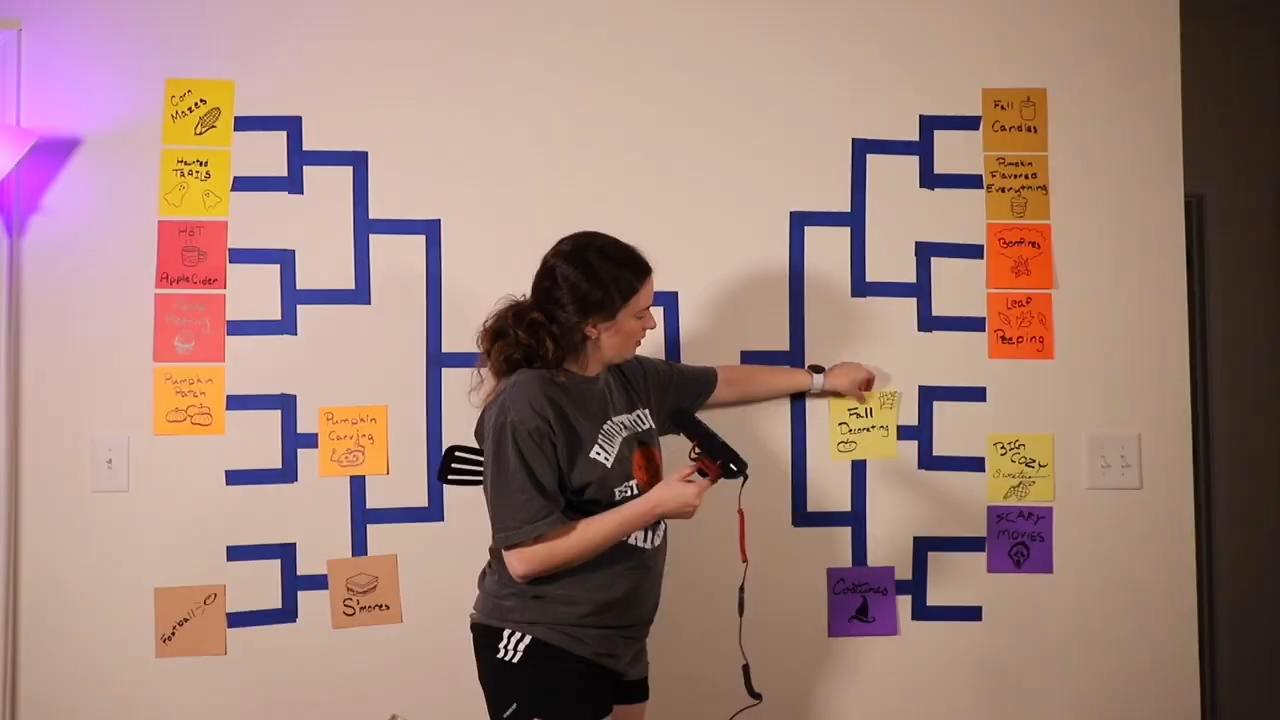 Corn
Mazes
Haunted
TRAILS
HOT
Apple Cider
Pumpkin
Patch
Pumpkin
Carving
Football
S'mores
EST
Fall
Decorating
Costumes
Fall
Candles
Pumpkin
Flavored
Everything
Bonfires
Leaf
Peeping
BIG
COZY
Sweaters
SCARY
MOVIES